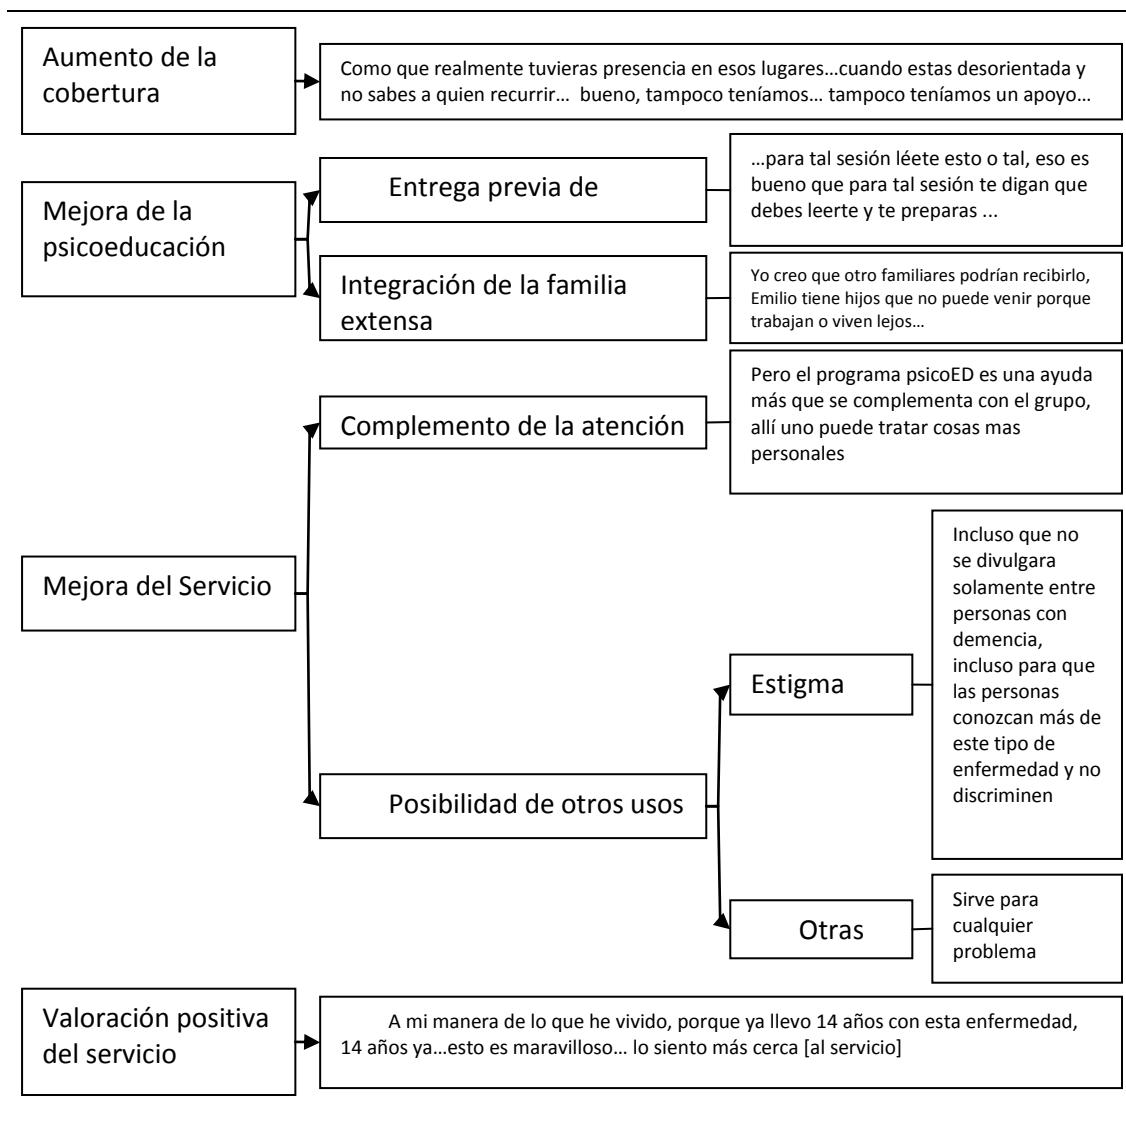 Aumento de la
cobertura
Como que realmente tuvieras presencia en esos lugares…cuando estas desorientada y
no sabes a quien recurrir… bueno, tampoco teníamos… tampoco teníamos un apoyo…
Mejora de la
psicoeducación
Entrega previa de
…para tal sesión léete esto o tal, eso es
bueno que para tal sesión te digan que
debes leerte y te preparas ...
Integración de la familia
extensa
Yo creo que otro familiares podrían recibirlo,
Emilio tiene hijos que no puede venir porque
trabajan o viven lejos…
Mejora del Servicio
Complemento de la atención
Pero el programa psicoED es una ayuda
más que se complementa con el grupo,
allí uno puede tratar cosas mas
personales
Posibilidad de otros usos
Estigma
Incluso que no
se divulgara
solamente entre
personas con
demencia,
incluso para que
las personas
conozcan más de
este tipo de
enfermedad y no
discriminen
Otras
Sirve para
cualquier
problema
Valoración positiva
del servicio
A mi manera de lo que he vivido, porque ya llevo 14 años con esta enfermedad,
14 años ya…esto es maravilloso… lo siento más cerca [al servicio]